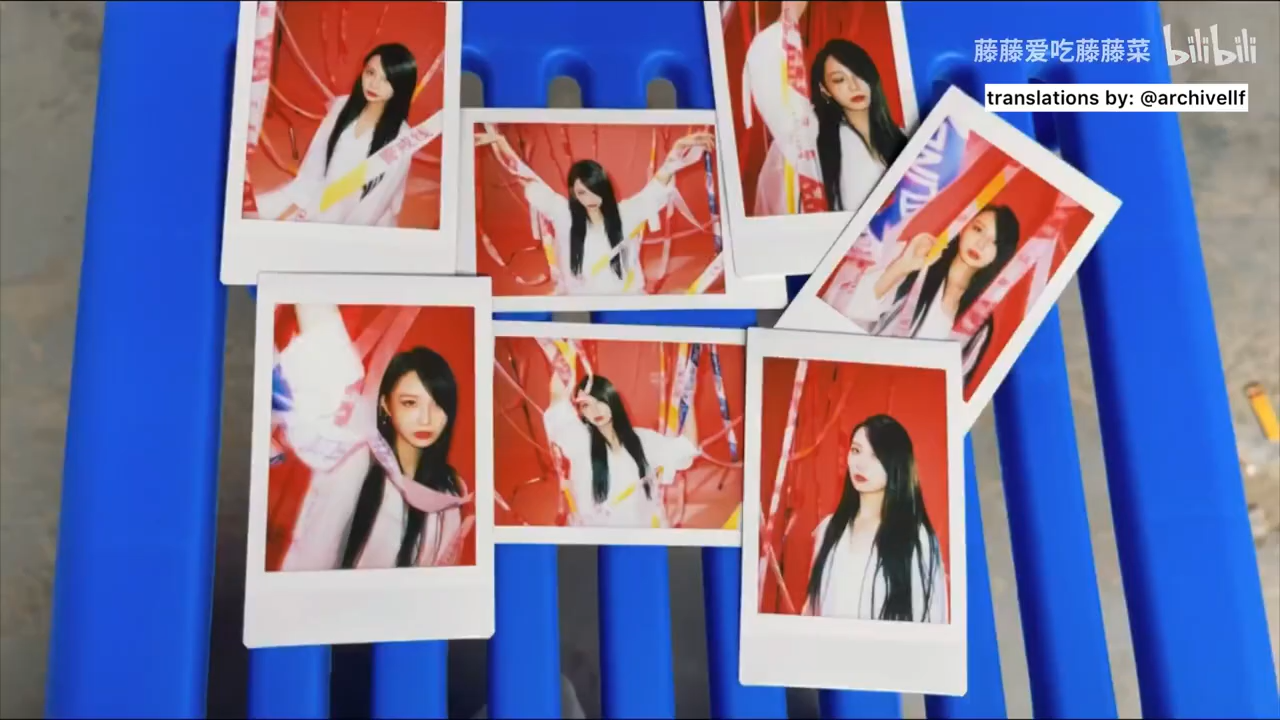 藤藤爱吃藤藤菜 bilibili
translations by: @archivellf